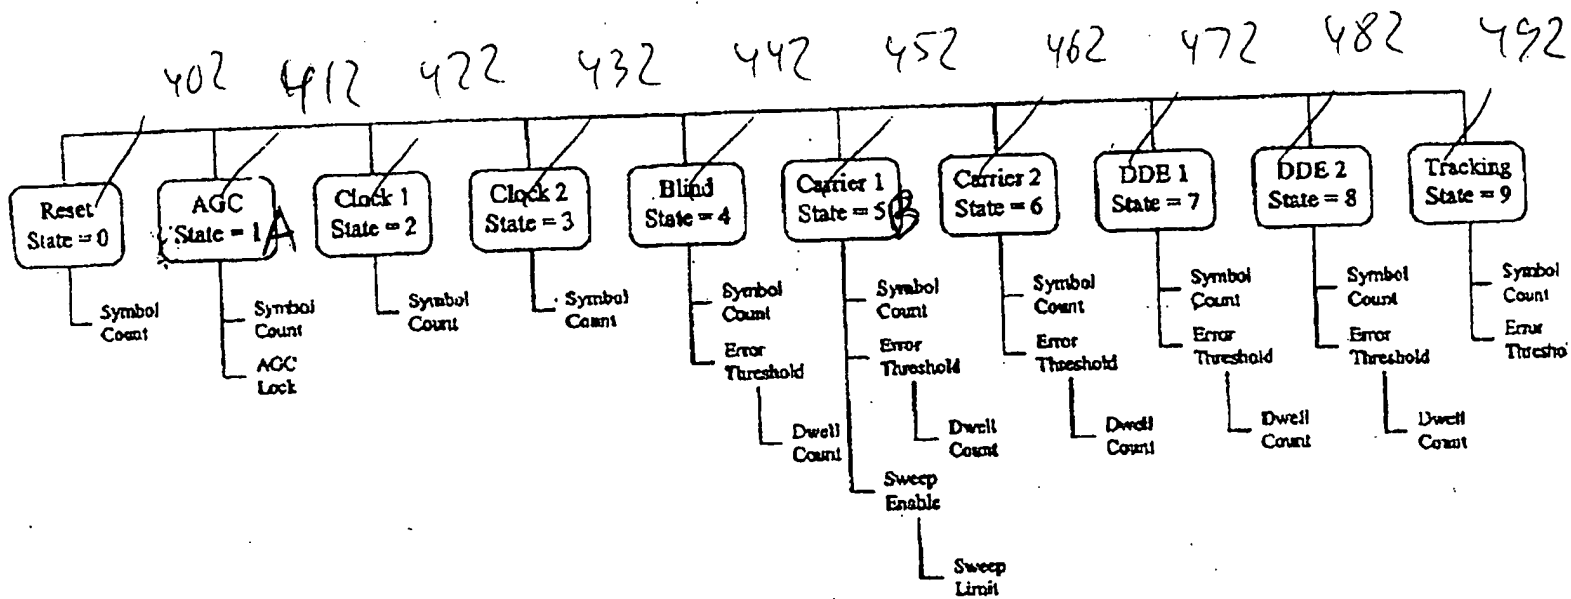 402 412 422 432 442 452 462 472 482 492
Reset
State = 0
AGC
State = 1 A
Clock 1
State = 2
Clock 2
State = 3
Blind
State = 4
Carrier 1
State = 5 B
Carrier 2
State = 6
DDE 1
State = 7
DDE 2
State = 8
Tracking
State = 9
Symbol
Count
Symbol
Count
AGC
Lock
Symbol
Count
Symbol
Count
Symbol
Count
Error
Threshold
Dwell
Count
Symbol
Count
Error
Threshold
Dwell
Count
Sweep
Enable
Sweep
Limit
Symbol
Count
Error
Threshold
Dwell
Count
Symbol
Count
Error
Threshold
Dwell
Count
Symbol
Count
Error
Threshold
Dwell
Count
Symbol
Count
Error
Thresho